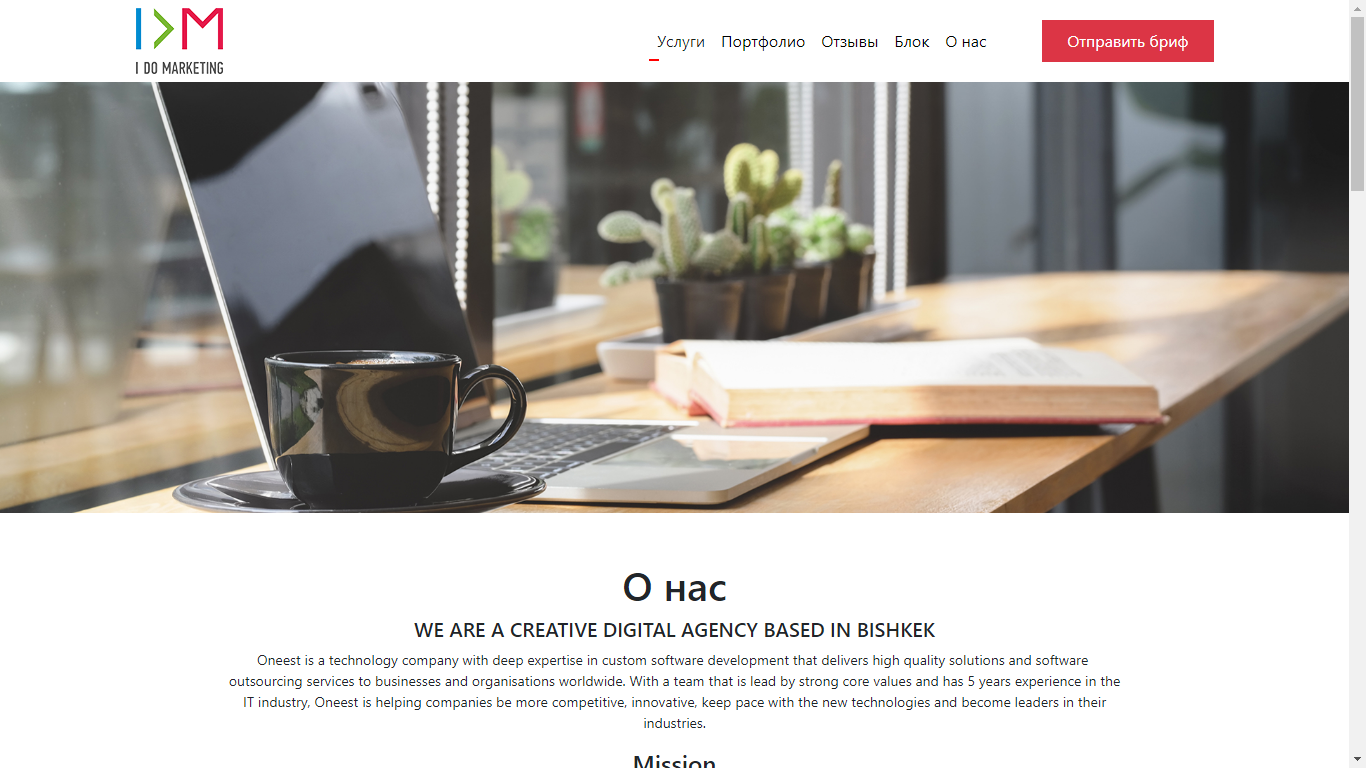 I>M
I DO MARKETING
Услуги Портфолио Отзывы Блок О нас
Отправить бриф
О нас
WE ARE A CREATIVE DIGITAL AGENCY BASED IN BISHKEK
Oneest is a technology company with deep expertise in custom software development that delivers high quality solutions and software
outsourcing services to businesses and organisations worldwide. With a team that is lead by strong core values and has 5 years experience in the
IT industry, Oneest is helping companies be more competitive, innovative, keep pace with the new technologies and become leaders in their
industries.
Mission